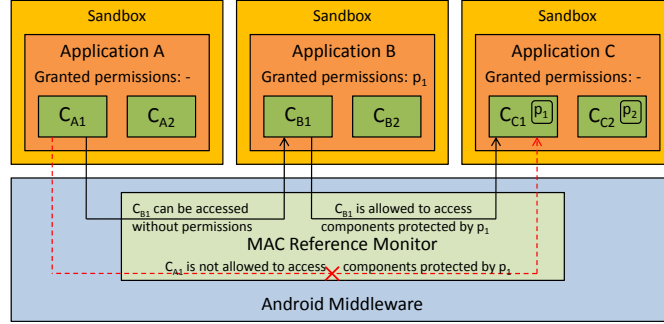 Sandbox
Sandbox
Sandbox
Application A
Application B
Application C
Granted permissions: -
Granted permissions: p1
Granted permissions: -
CA1
CA2
CB1
CB2
CC1
p1
CC2
p2
CB1 can be accessed
without permissions
CB1 is allowed to access
components protected by p1
MAC Reference Monitor
CA1 is not allowed to access
components protected by p1
Android Middleware